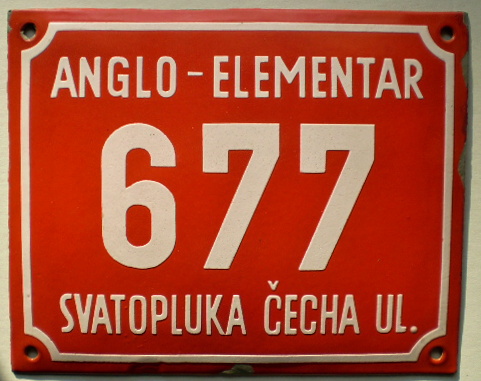 ANGLO - ELEMENTAR
677
SVATOPLUKA ČECHA UL.